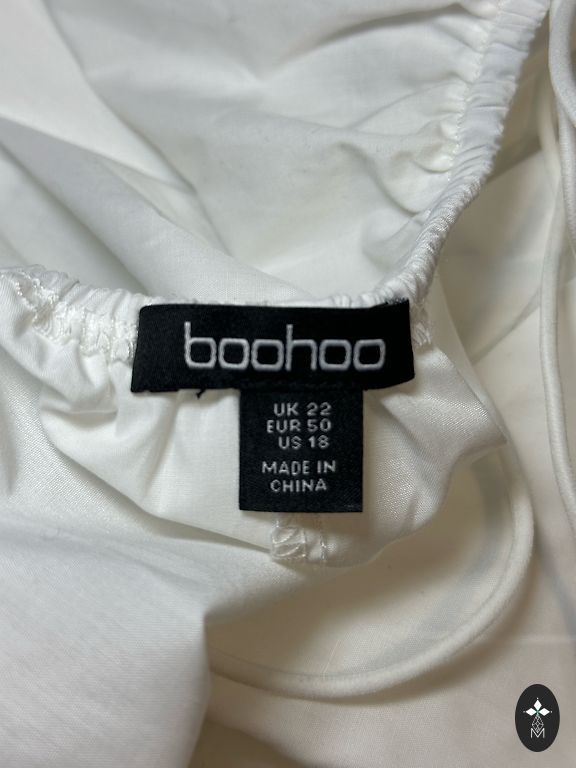 boohoo
UK 22
EUR 50
US 18
MADE IN
CHINA
M